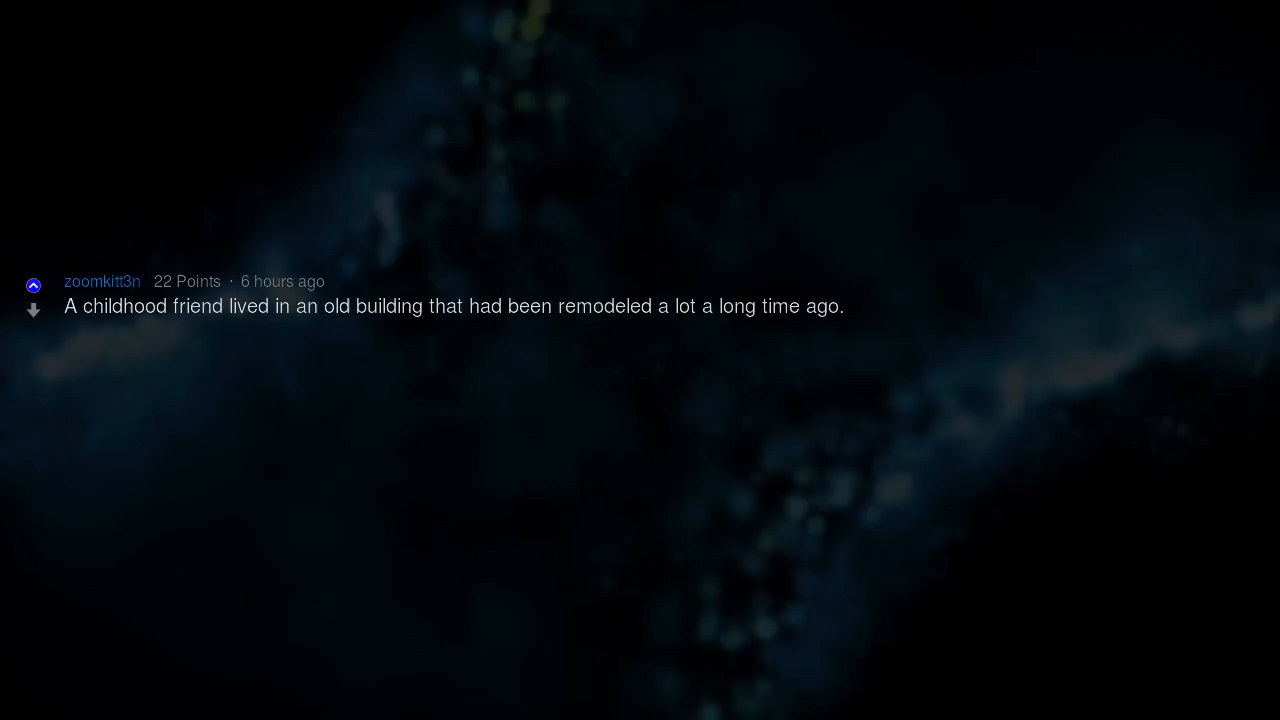 zoomkitt3n 22 Points · 6 hours ago
A childhood friend lived in an old building that had been remodeled a lot a long time ago.